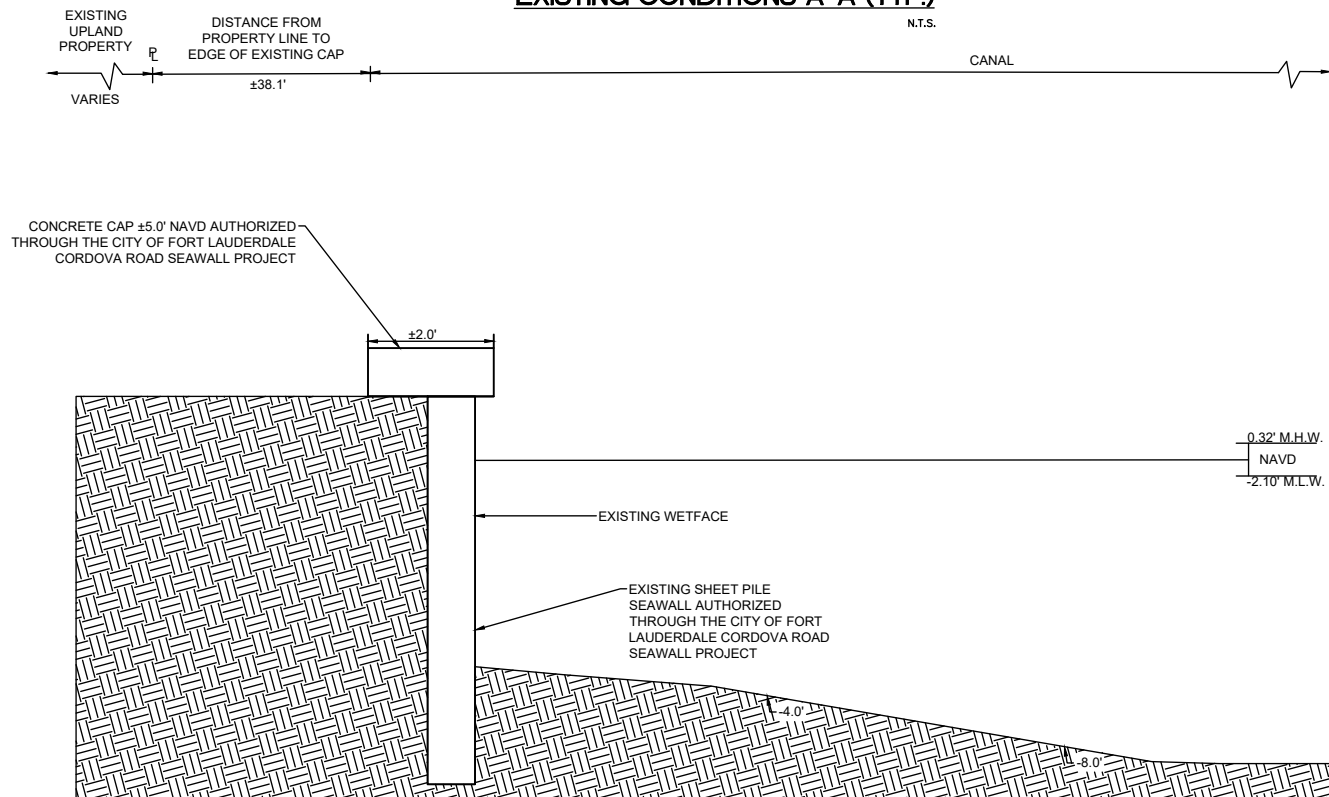 EXISTING CONDITIONS A-A (TYP.)
N.T.S.
EXISTING
UPLAND
PROPERTY
PL
DISTANCE FROM
PROPERTY LINE TO
EDGE OF EXISTING CAP
CANAL
±38.1'
VARIES
CONCRETE CAP ±5.0' NAVD AUTHORIZED
THROUGH THE CITY OF FORT LAUDERDALE
CORDOVA ROAD SEAWALL PROJECT
±2.0'
0.32' M.H.W.
NAVD
-2.10' M.L.W.
EXISTING WETFACE
EXISTING SHEET PILE
SEAWALL AUTHORIZED
THROUGH THE CITY OF FORT
LAUDERDALE CORDOVA ROAD
SEAWALL PROJECT
-4.0'
-8.0'